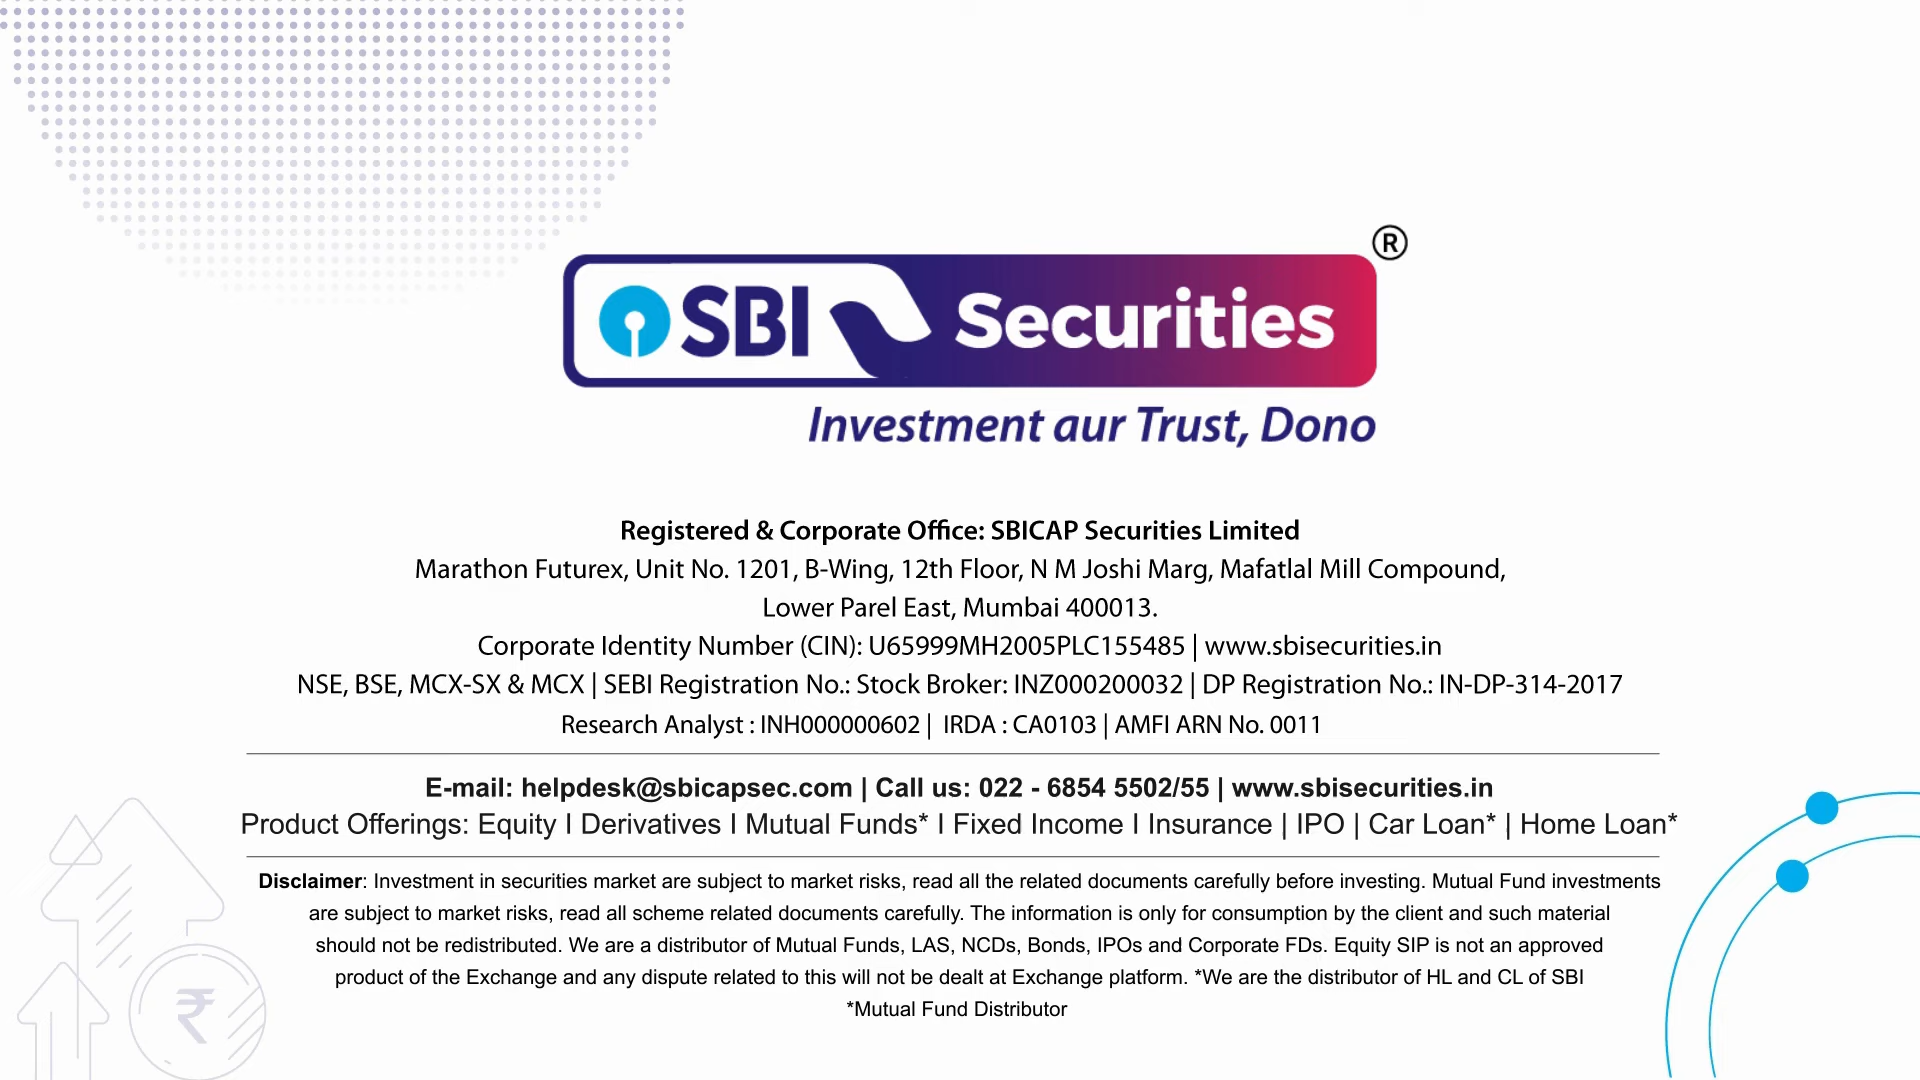 ®
SBI Securities
Investment aur Trust, Dono
Registered & Corporate Office: SBICAP Securities Limited
Marathon Futurex, Unit No. 1201, B-Wing, 12th Floor, N M Joshi Marg, Mafatlal Mill Compound,
Lower Parel East, Mumbai 400013.
Corporate Identity Number (CIN): U65999MH2005PLC155485 | www.sbisecurities.in
NSE, BSE, MCX-SX & MCX | SEBI Registration No.: Stock Broker: INZ000200032 | DP Registration No.: IN-DP-314-2017
Research Analyst : INH000000602 | IRDA : CA0103 | AMFI ARN No. 0011
E-mail: helpdesk@sbicapsec.com | Call us: 022 - 6854 5502/55 | www.sbisecurities.in
Product Offerings: Equity I Derivatives I Mutual Funds* I Fixed Income I Insurance | IPO | Car Loan* | Home Loan*
Disclaimer: Investment in securities market are subject to market risks, read all the related documents carefully before investing. Mutual Fund investments
are subject to market risks, read all scheme related documents carefully. The information is only for consumption by the client and such material
should not be redistributed. We are a distributor of Mutual Funds, LAS, NCDs, Bonds, IPOs and Corporate FDs. Equity SIP is not an approved
product of the Exchange and any dispute related to this will not be dealt at Exchange platform. *We are the distributor of HL and CL of SBI
*Mutual Fund Distributor
₹